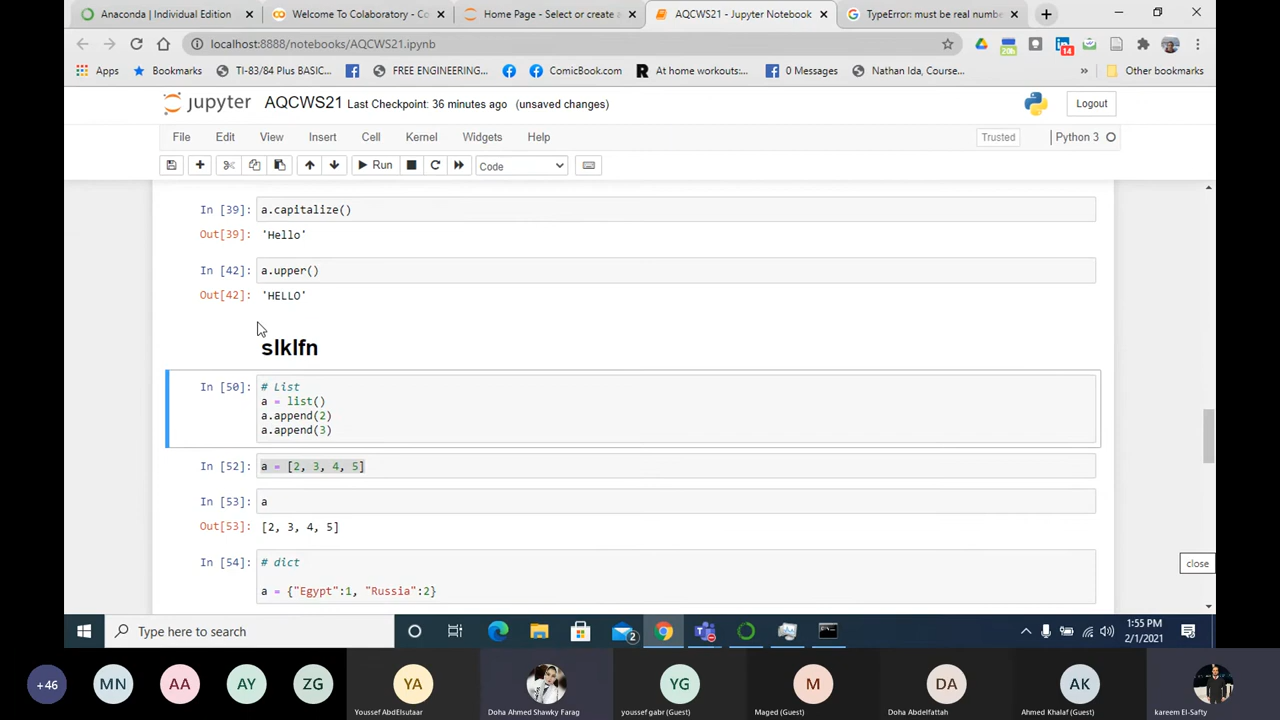 Anaconda | Individual Edition
Welcome To Colaboratory - Co
Home Page - Select or create a
AQCWS21 - Jupyter Notebook
TypeError: must be real numbe
localhost:8888/notebooks/AQCWS21.ipynb
20h
14
Apps
Bookmarks
TI-83/84 Plus BASIC...
FREE ENGINEERING...
ComicBook.com
At home workouts:...
0 Messages
Nathan Ida, Course...
»
Other bookmarks
jupyter
AQCWS21 Last Checkpoint: 36 minutes ago (unsaved changes)
Logout
File Edit View Insert Cell Kernel Widgets Help
Trusted
Python 3
Run
Code
In [39]: a.capitalize()
Out[39]: 'Hello'
In [42]: a.upper()
Out[42]: 'HELLO'
slklfn
In [50]: # List
a = list()
a.append(2)
a.append(3)
In [52]: a = [2, 3, 4, 5]
In [53]: a
Out[53]: [2, 3, 4, 5]
In [54]: # dict
a = {"Egypt":1, "Russia":2}
close
Type here to search
2
1:55 PM
2/1/2021
+46
MN
AA
AY
ZG
YA
YG
M
DA
AK
Youssef AbdElsutaar
Doha Ahmed Shawky Farag
youssef gabr (Guest)
Maged (Guest)
Doha Abdelfattah
Ahmed Khalaf (Guest)
kareem El-Safty